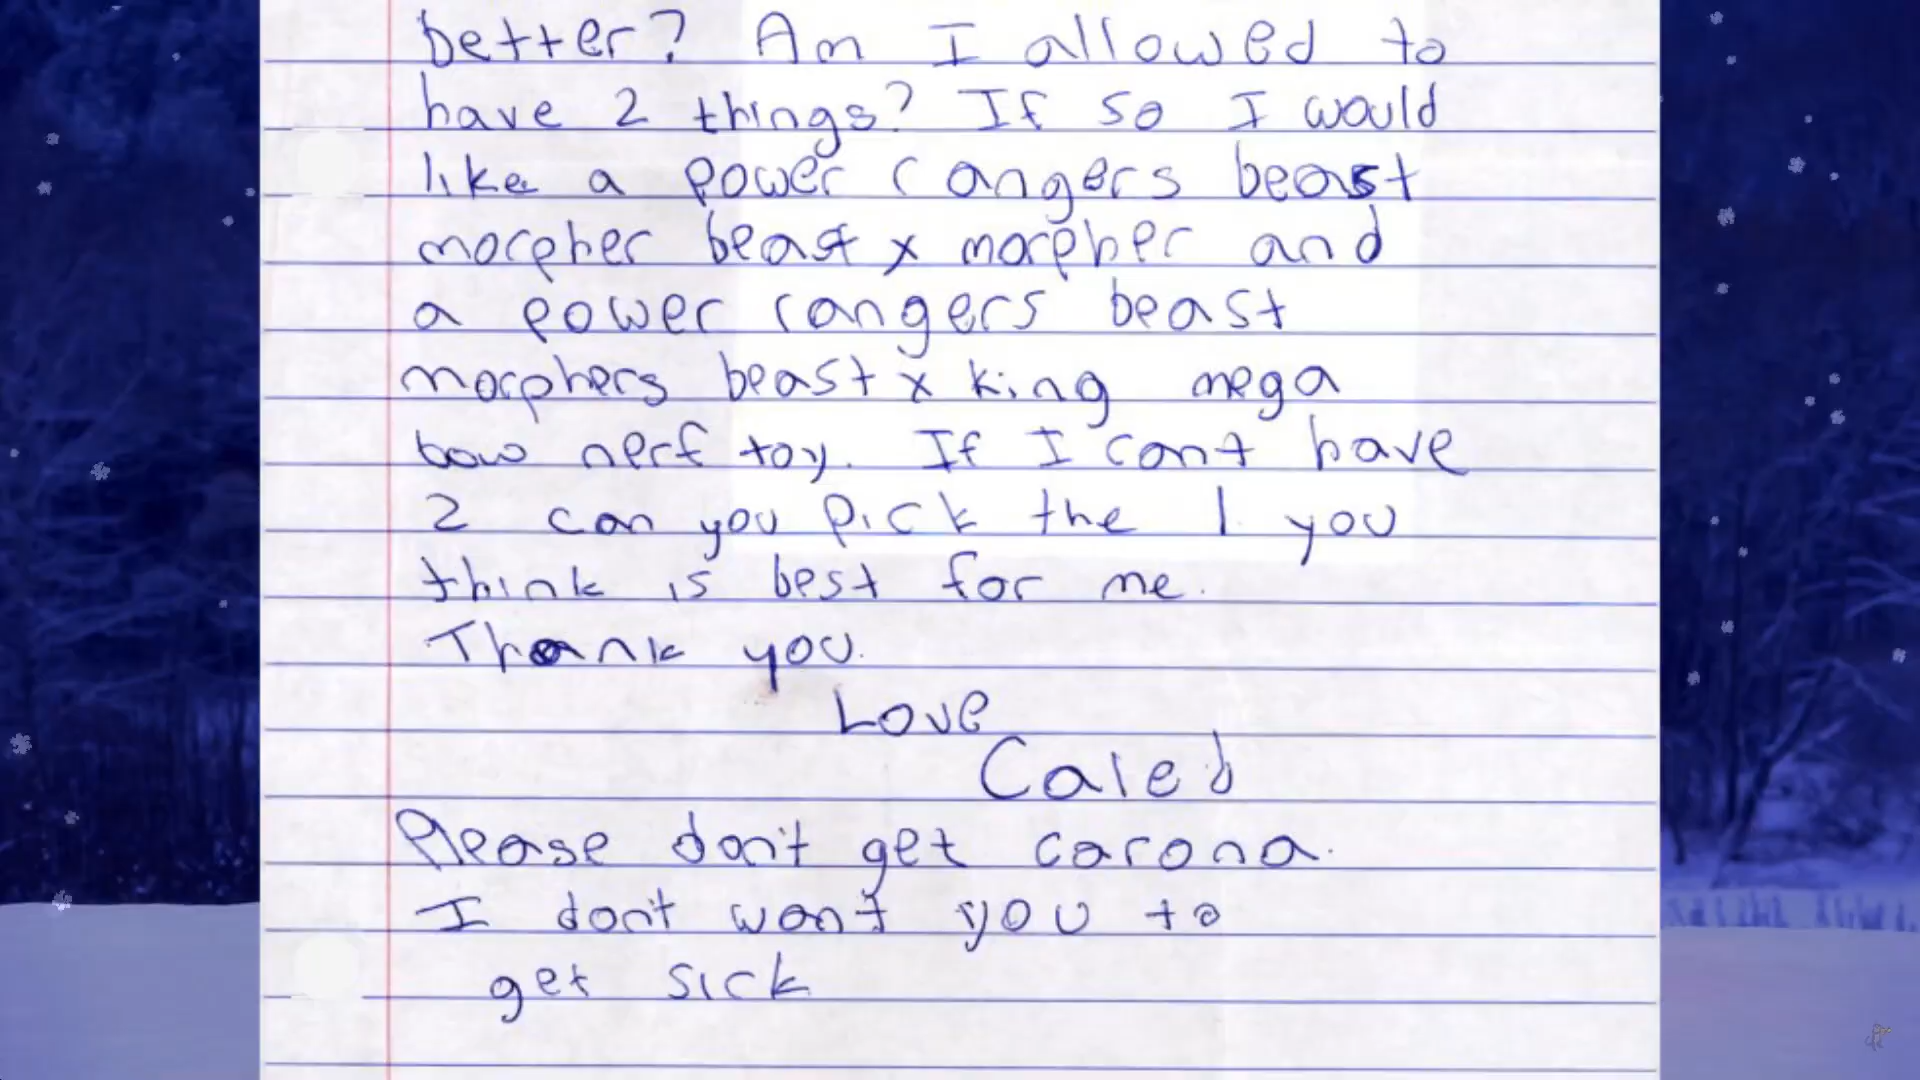 better? Am I allowed to
have 2 things? If so I would
like a power rangers beast
morpher beast x morpher and
a power rangers beast
morphers beast x king mega
bow nerf toy. If I cant have
2 can you pick the 1 you
think is best for me.
Thank you.
Love
Caleb
Please don't get carona.
I don't want you to
get sick